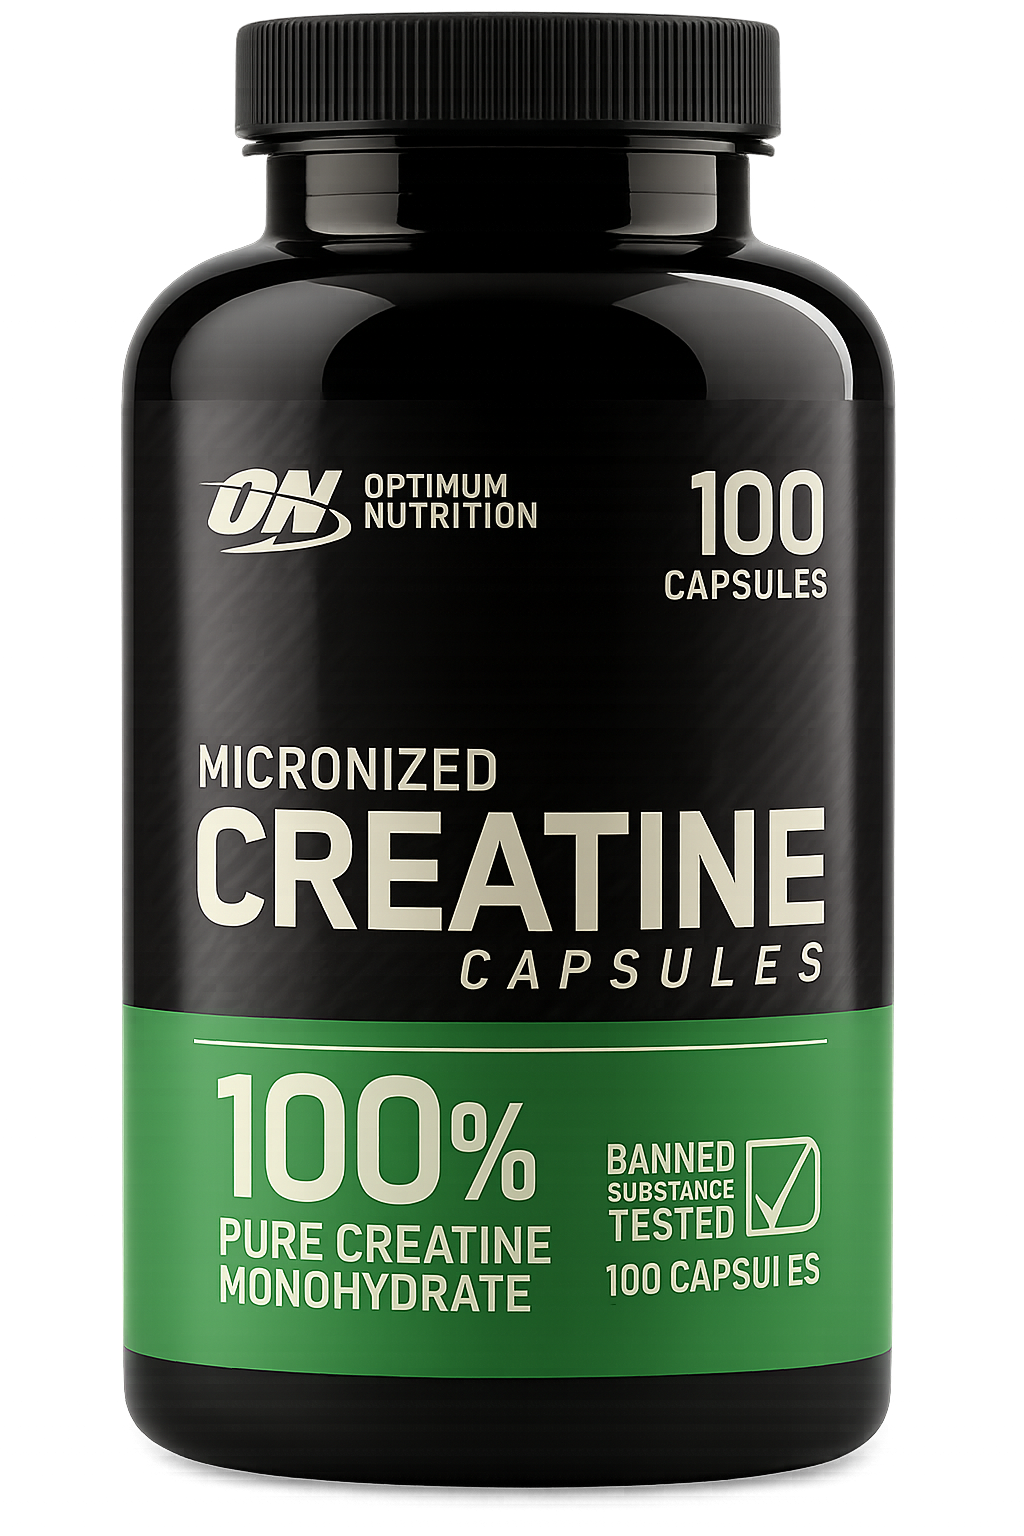 ON
OPTIMUM
NUTRITION
100
CAPSULES
MICRONIZED
CREATINE
CAPSULES
100%
PURE CREATINE
MONOHYDRATE
BANNED
SUBSTANCE
TESTED
100 CAPSUI ES